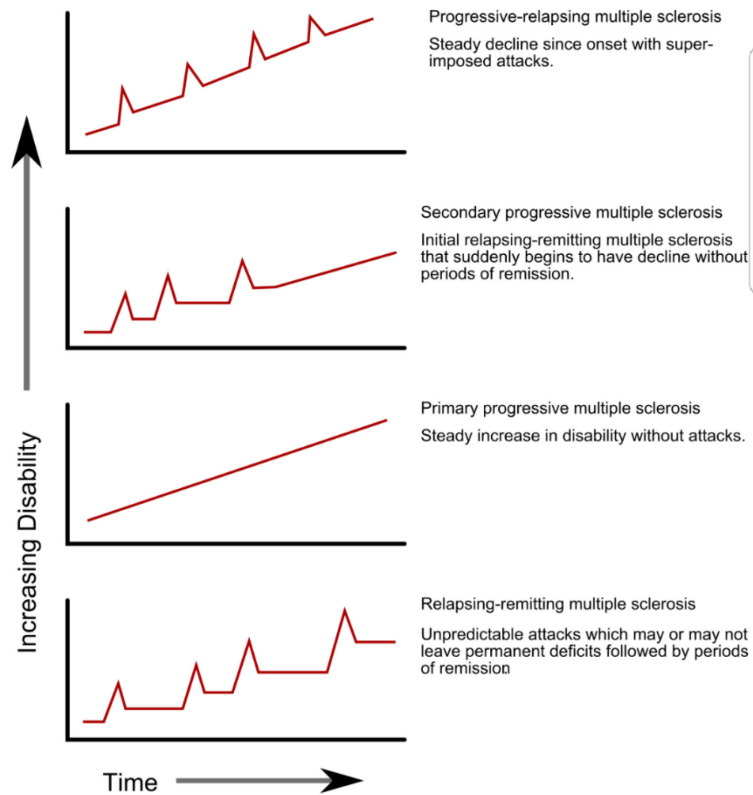 Progressive-relapsing multiple sclerosis
Steady decline since onset with super-
imposed attacks.
Secondary progressive multiple sclerosis
Initial relapsing-remitting multiple sclerosis
that suddenly begins to have decline without
periods of remission.
Primary progressive multiple sclerosis
Steady increase in disability without attacks.
Relapsing-remitting multiple sclerosis
Unpredictable attacks which may or may not
leave permanent deficits followed by periods
of remission
Increasing Disability
Time